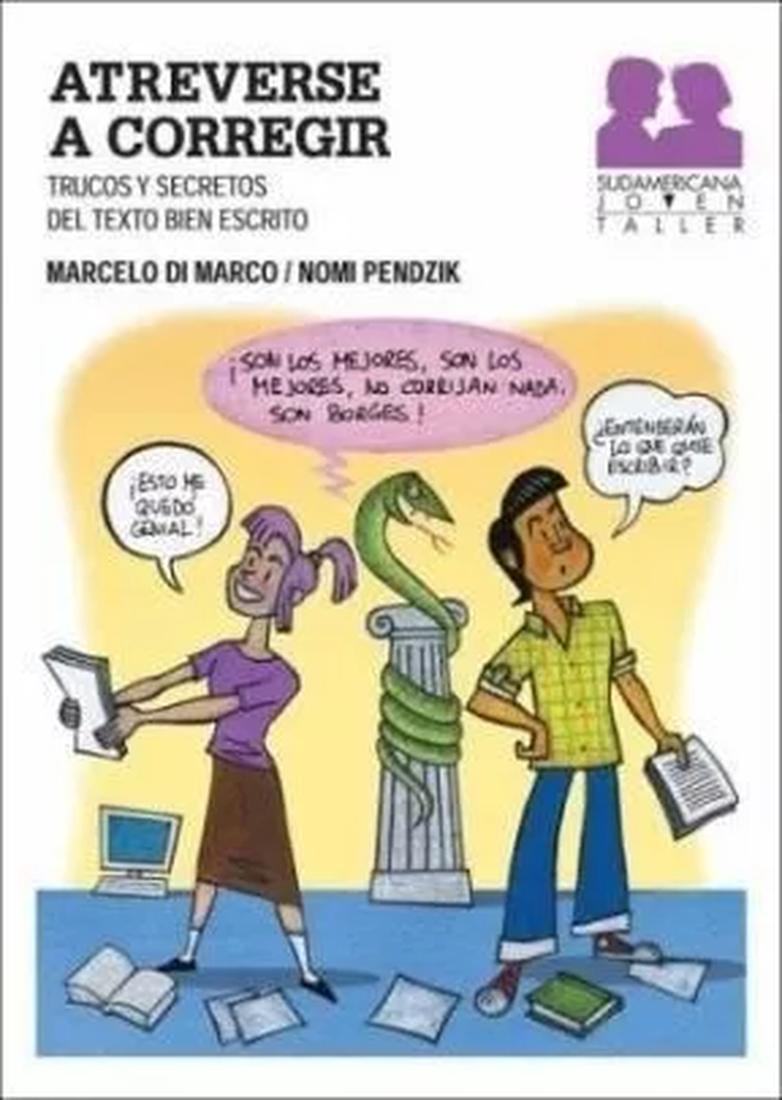 ATREVERSE
A CORREGIR
TRUCOS Y SECRETOS
DEL TEXTO BIEN ESCRITO
MARCELO DI MARCO / NOMI PENDZIK
SUDAMERICANA
JOVEN
TALLER
¡SON LOS MEJORES, SON LOS
MEJORES, NO CORRIJAN NADA.
SON BORGES!
¿ENTENDERÁN
LO QUE QUISE
ESCRIBIR?
¡ESTO ME
QUEDÓ
GENIAL!